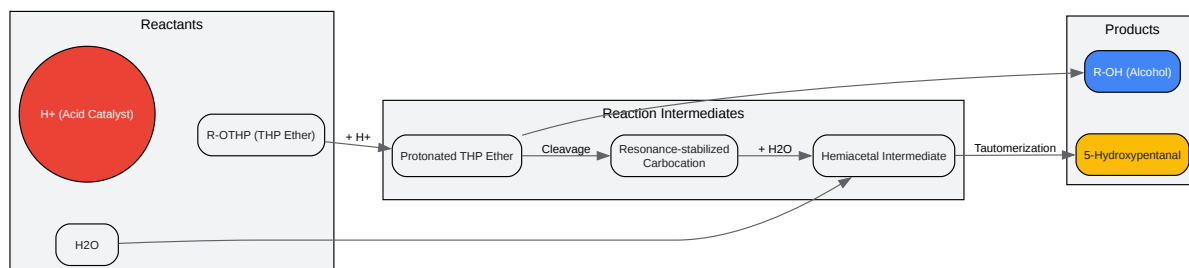 Reactants
H+ (Acid Catalyst)
R-OTHP (THP Ether)
H2O
+ H+
Reaction Intermediates
Protonated THP Ether
Cleavage
Resonance-stabilized
Carbocation
+ H2O
Hemiacetal Intermediate
Tautomerization
Products
R-OH (Alcohol)
5-Hydroxypentanal